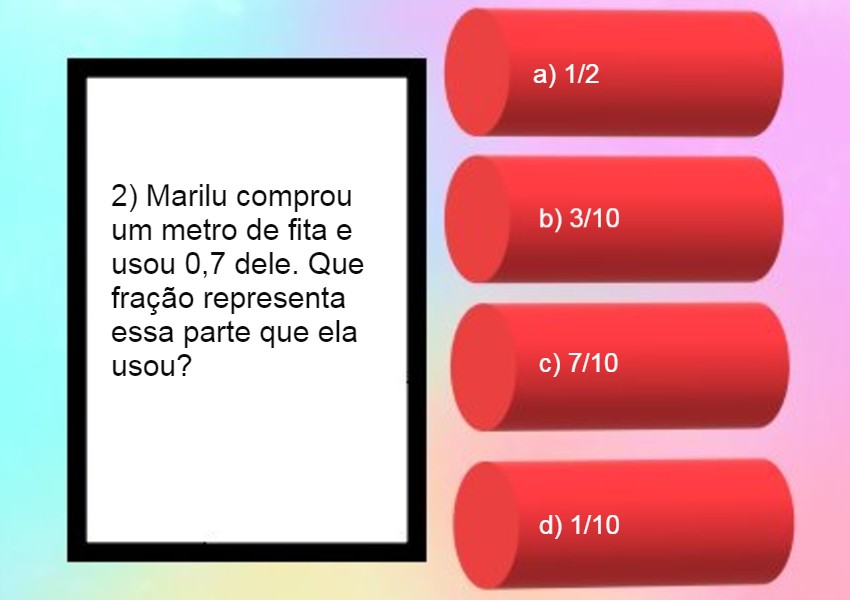 2) Marilu comprou
um metro de fita e
usou 0,7 dele. Que
fração representa
essa parte que ela
usou?
a) 1/2
b) 3/10
c) 7/10
d) 1/10